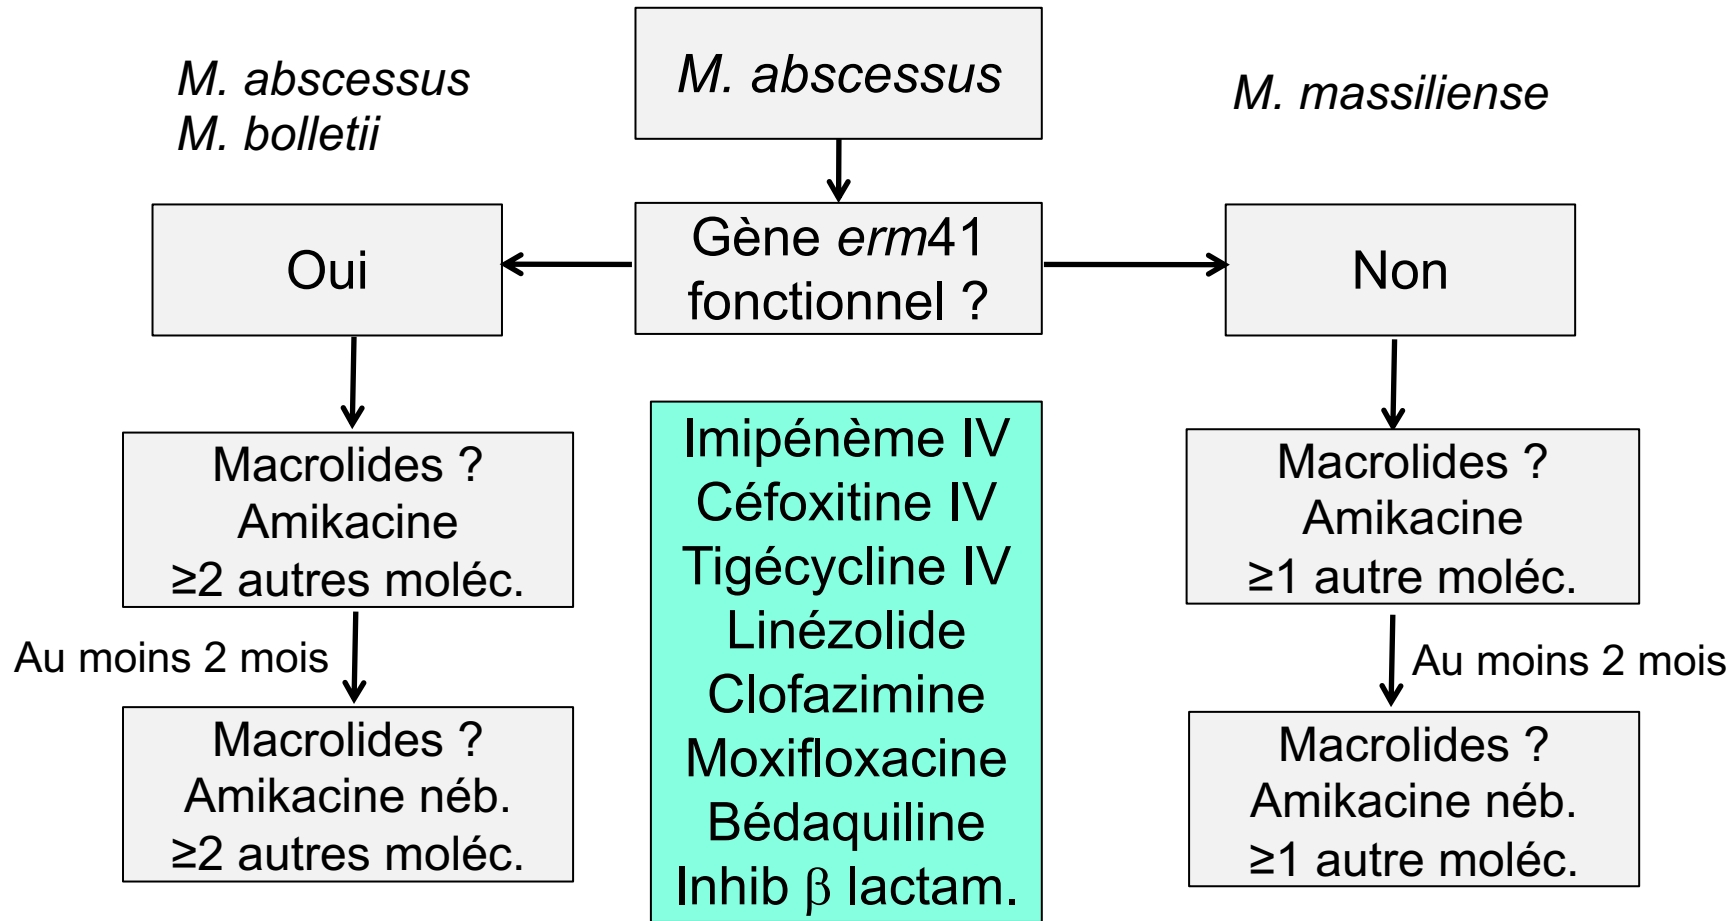 M. abscessus
M. bolletii
M. abscessus
M. massiliense
Oui
Gène erm41
fonctionnel ?
Non
Macrolides ?
Amikacine
≥2 autres moléc.
Au moins 2 mois
Macrolides ?
Amikacine néb.
≥2 autres moléc.
Imipénème IV
Céfoxitine IV
Tigécycline IV
Linézolide
Clofazimine
Moxifloxacine
Bédaquiline
Inhib β lactam.
Macrolides ?
Amikacine
≥1 autre moléc.
Au moins 2 mois
Macrolides ?
Amikacine néb.
≥1 autre moléc.